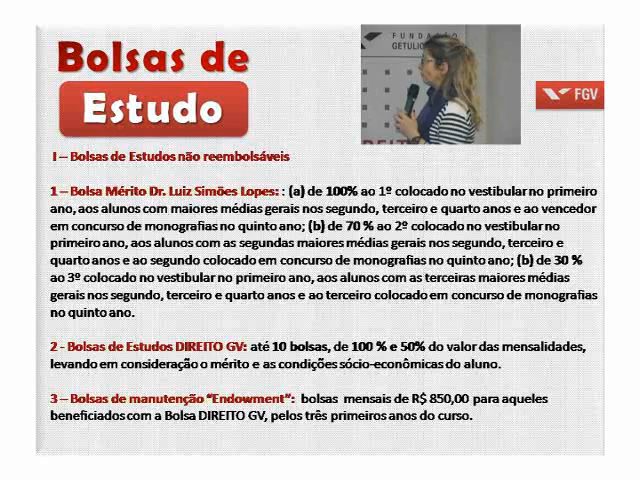 Bolsas de
Estudo
FUNDAÇÃO
FGV
I – Bolsas de Estudos não reembolsáveis
1 – Bolsa Mérito Dr. Luiz Simões Lopes: : (a) de 100% ao 1º colocado no vestibular no primeiro
ano, aos alunos com maiores médias gerais nos segundo, terceiro e quarto anos e ao vencedor
em concurso de monografias no quinto ano; (b) de 70 % ao 2º colocado no vestibular no
primeiro ano, aos alunos com as segundas maiores médias gerais nos segundo, terceiro e
quarto anos e ao segundo colocado em concurso de monografias no quinto ano; (b) de 30 %
ao 3º colocado no vestibular no primeiro ano, aos alunos com as terceiras maiores médias
gerais nos segundo, terceiro e quarto anos e ao terceiro colocado em concurso de monografias
no quinto ano.
2 - Bolsas de Estudos DIREITO GV: até 10 bolsas, de 100 % e 50% do valor das mensalidades,
levando em consideração o mérito e as condições sócio-econômicas do aluno.
3 – Bolsas de manutenção “Endowment”: bolsas mensais de R$ 850,00 para aqueles
beneficiados com a Bolsa DIREITO GV, pelos três primeiros anos do curso.